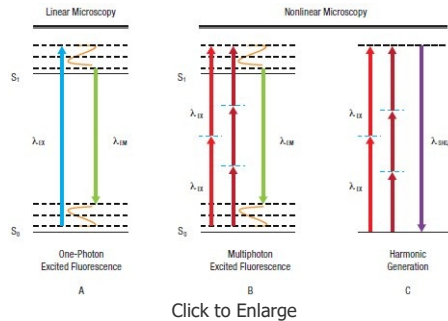 Linear Microscopy
Nonlinear Microscopy
S1
λEX
λEM
S0
One-Photon
Excited Fluorescence
A
S1
λEX
λEX
λEM
S0
Multiphoton
Excited Fluorescence
B
λEX
λEX
λSHG
Harmonic
Generation
C
Click to Enlarge